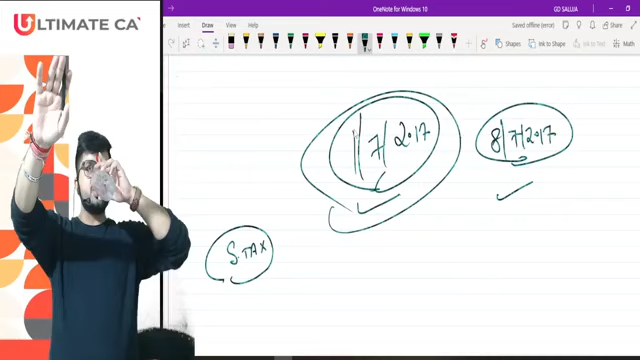 ULTIMATE CA
OneNote for Windows 10
GD SALUJA
Insert
Draw
View
Saved offline (error)
Share
Shapes
Ink to Shape
Ink to Text
Math
1/7/2017
8/7/2017
S.TAX